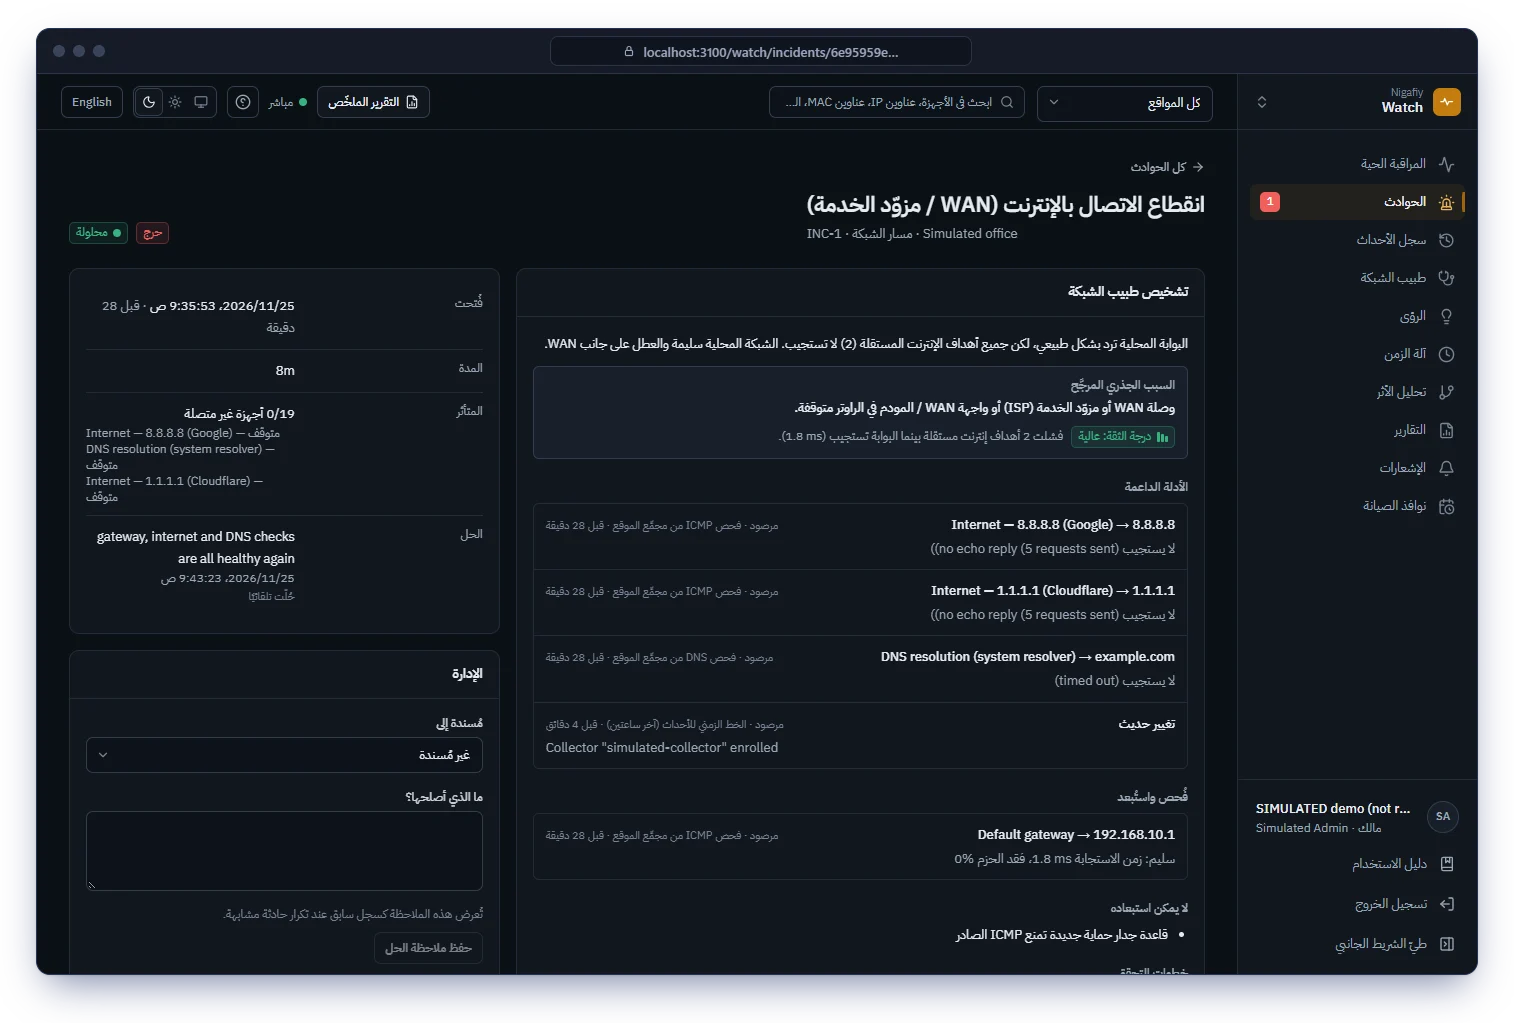 localhost:3100/watch/incidents/6e95959e...
Nigafiy
Watch
كل المواقع
ابحث في الأجهزة، عناوين IP، عناوين MAC، الـ...
التقرير الملخّص
مباشر
English
المراقبة الحية
الحوادث
1
سجل الأحداث
طبيب الشبكة
الرؤى
آلة الزمن
تحليل الأثر
التقارير
الإشعارات
نوافذ الصيانة
SIMULATED demo (not r...
Simulated Admin · مالك
SA
دليل الاستخدام
تسجيل الخروج
طيّ الشريط الجانبي
كل الحوادث
انقطاع الاتصال بالإنترنت (WAN / مزوّد الخدمة)
INC-1 · مسار الشبكة · Simulated office
حرج
محلولة
تشخيص طبيب الشبكة
البوابة المحلية ترد بشكل طبيعي، لكن جميع أهداف الإنترنت المستقلة (2) لا تستجيب. الشبكة المحلية سليمة والعطل على جانب WAN.
السبب الجذري المرجَّح
وصلة WAN أو مزوّد الخدمة (ISP) أو واجهة WAN / المودم في الراوتر متوقفة.
درجة الثقة: عالية
فشلت 2 أهداف إنترنت مستقلة بينما البوابة تستجيب (1.8 ms).
الأدلة الداعمة
Internet — 8.8.8.8 (Google) → 8.8.8.8
مرصود · فحص ICMP من مجمّع الموقع · قبل 28 دقيقة
لا يستجيب (no echo reply (5 requests sent))
Internet — 1.1.1.1 (Cloudflare) → 1.1.1.1
مرصود · فحص ICMP من مجمّع الموقع · قبل 28 دقيقة
لا يستجيب (no echo reply (5 requests sent))
DNS resolution (system resolver) → example.com
مرصود · فحص DNS من مجمّع الموقع · قبل 28 دقيقة
لا يستجيب (timed out)
تغيير حديث
مرصود · الخط الزمني للأحداث (آخر ساعتين) · قبل 4 دقائق
Collector "simulated-collector" enrolled
فُحص واستُبعد
Default gateway → 192.168.10.1
مرصود · فحص ICMP من مجمّع الموقع · قبل 28 دقيقة
سليم: زمن الاستجابة 1.8 ms، فقد الحزم 0%
لا يمكن استبعاده
• قاعدة جدار حماية جديدة تمنع ICMP الصادر
خطوات التحقق
فُتحت
2026/11/25، 9:35:53 ص · قبل 28
دقيقة
المدة
8m
المتأثر
0/19 أجهزة غير متصلة
Internet — 8.8.8.8 (Google) — متوقف
DNS resolution (system resolver) —
متوقف
Internet — 1.1.1.1 (Cloudflare) —
متوقف
الحل
gateway, internet and DNS checks
are all healthy again
2026/11/25، 9:43:23 ص
حُلّت تلقائيًا
الإدارة
مُسندة إلى
غير مُسندة
ما الذي أصلحها؟
تُعرض هذه الملاحظة كسجل سابق عند تكرار حادثة مشابهة.
حفظ ملاحظة الحل